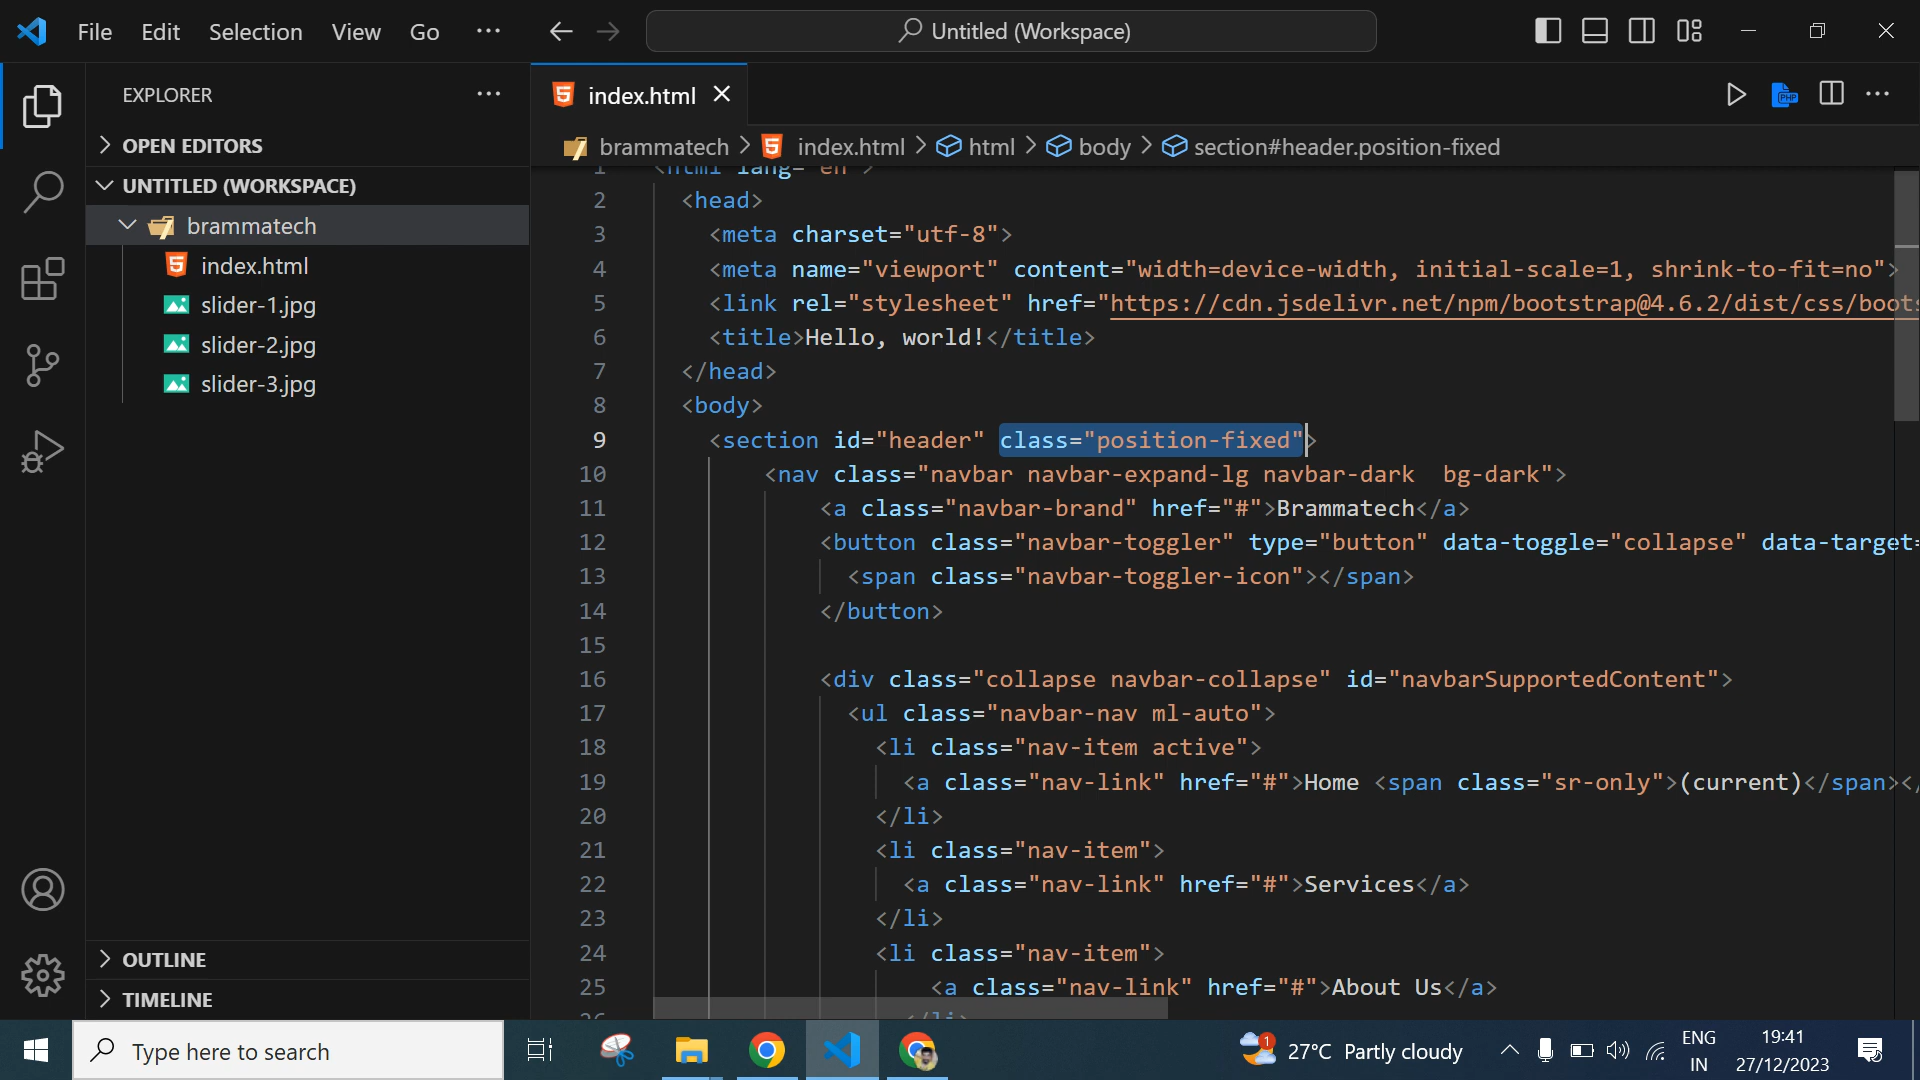 File Edit Selection View Go ··· Untitled (Workspace)
EXPLORER ···
OPEN EDITORS
UNTITLED (WORKSPACE)
brammatech
index.html
slider-1.jpg
slider-2.jpg
slider-3.jpg
OUTLINE
TIMELINE
index.html
brammatech > index.html > html > body > section#header.position-fixed
1 <html lang="en">
2 <head>
3 <meta charset="utf-8">
4 <meta name="viewport" content="width=device-width, initial-scale=1, shrink-to-fit=no">
5 <link rel="stylesheet" href="https://cdn.jsdelivr.net/npm/bootstrap@4.6.2/dist/css/boots
6 <title>Hello, world!</title>
7 </head>
8 <body>
9 <section id="header" class="position-fixed">
10 <nav class="navbar navbar-expand-lg navbar-dark  bg-dark">
11 <a class="navbar-brand" href="#">Brammatech</a>
12 <button class="navbar-toggler" type="button" data-toggle="collapse" data-target=
13 <span class="navbar-toggler-icon"></span>
14 </button>
15
16 <div class="collapse navbar-collapse" id="navbarSupportedContent">
17 <ul class="navbar-nav ml-auto">
18 <li class="nav-item active">
19 <a class="nav-link" href="#">Home <span class="sr-only">(current)</span></
20 </li>
21 <li class="nav-item">
22 <a class="nav-link" href="#">Services</a>
23 </li>
24 <li class="nav-item">
25 <a class="nav-link" href="#">About Us</a>
26 </li>
PHP
Type here to search
1
27°C Partly cloudy
ENG
IN
19:41
27/12/2023